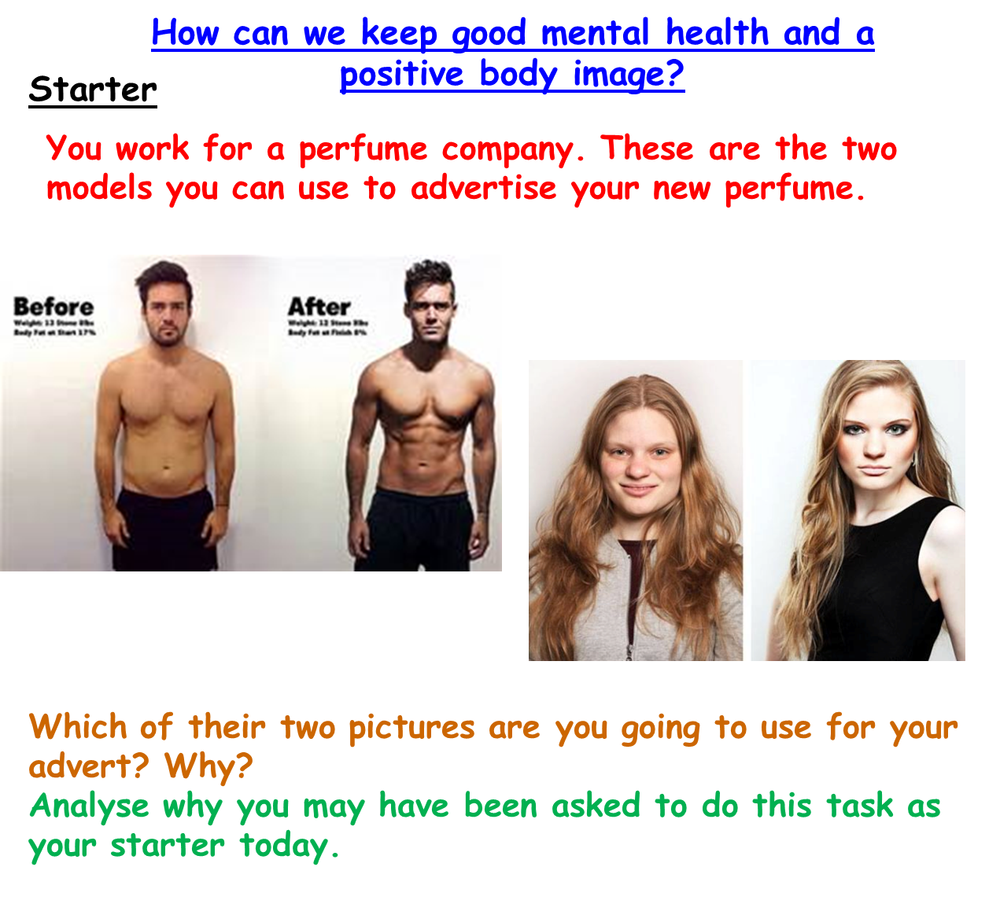 How can we keep good mental health and a
positive body image?
Starter
You work for a perfume company. These are the two
models you can use to advertise your new perfume.
Before
Weight: 13 Stone 8lbs
Body Fat at Start 17%
After
Weight: 12 Stone 8lbs
Body Fat at Finish 8%
Which of their two pictures are you going to use for your
advert? Why?
Analyse why you may have been asked to do this task as
your starter today.